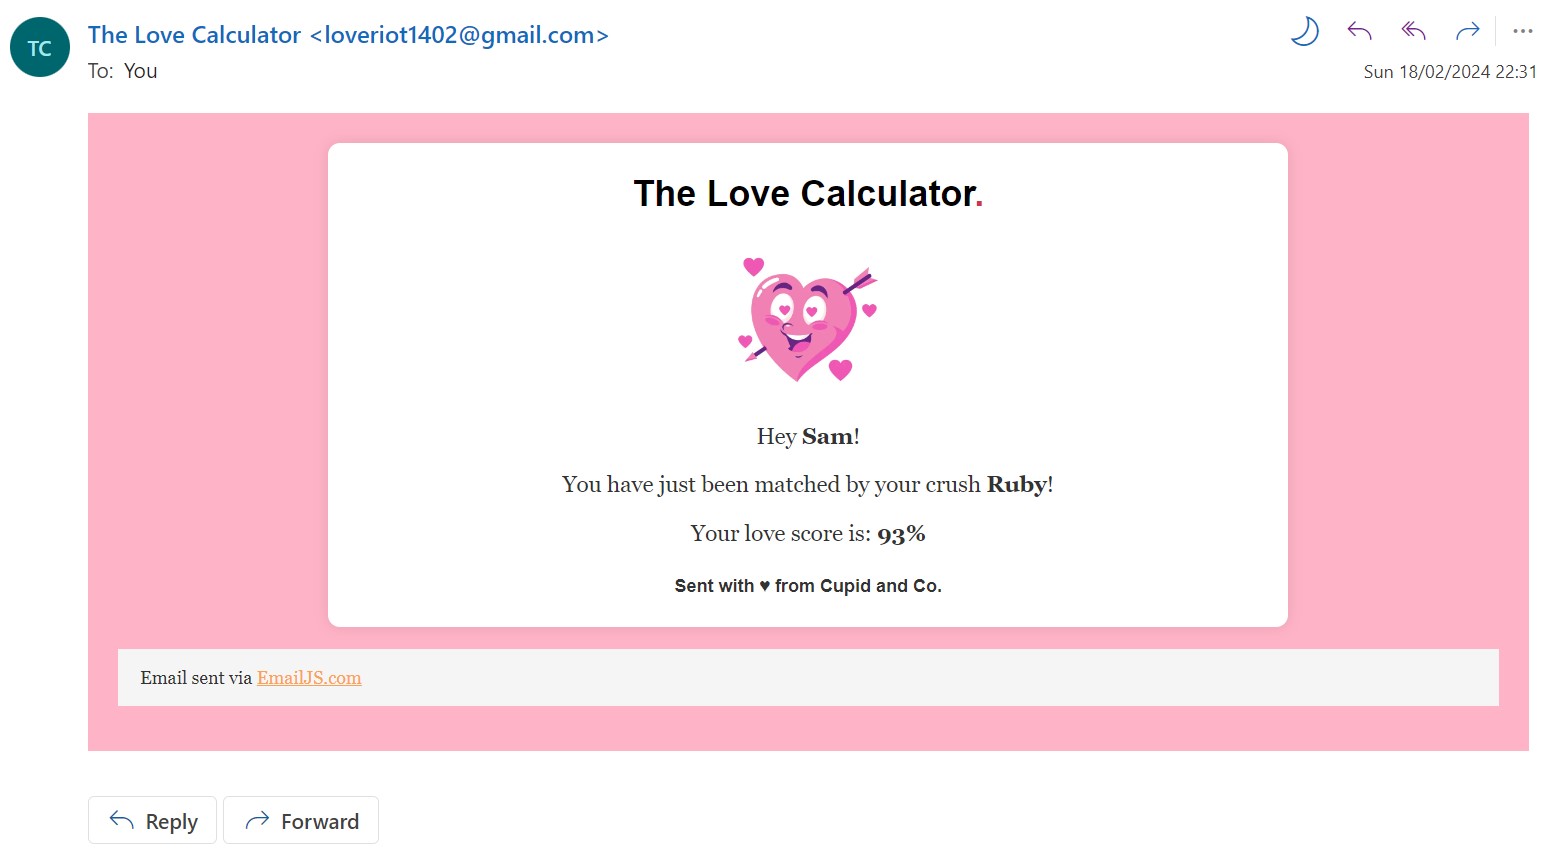 TC
The Love Calculator <loveriot1402@gmail.com>
To: You
Sun 18/02/2024 22:31
The Love Calculator.
Hey Sam!
You have just been matched by your crush Ruby!
Your love score is: 93%
Sent with ♥ from Cupid and Co.
Email sent via EmailJS.com
Reply
Forward